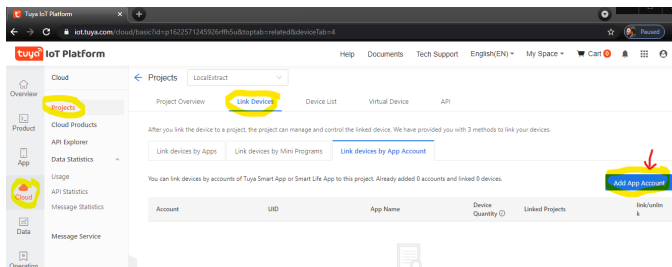 Tuya IoT Platform
iot.tuya.com/cloud/basic?id=p1622571245926rffh5u&toptab=related&deviceTab=4
Paused
tuya IoT Platform
Help Documents Tech Support English(EN) My Space Cart 0
Overview
Product
App
Cloud
Data
Operation
Cloud
Projects
Cloud Products
API Explorer
Data Statistics
Usage
API Statistics
Message Statistics
Message Service
Projects LocalExtract
Project Overview Link Devices Device List Virtual Device API
After you link the device to a project, the project can manage and control the linked device. We have provided you with 3 methods to link your devices.
Link devices by Apps Link devices by Mini Programs Link devices by App Account
You can link devices by accounts of Tuya Smart App or Smart Life App to this project. Already added 0 accounts and linked 0 devices.
Add App Account
Account UID App Name Device Quantity Linked Projects link/unlin
k